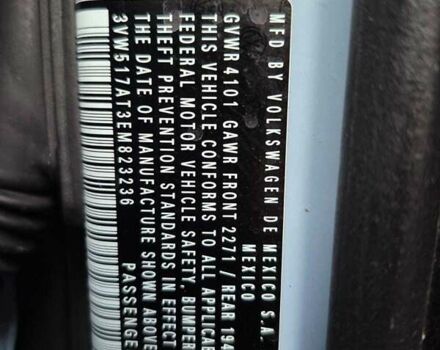 MFD BY VOLKSWAGEN DE MEXICO S.A.
MEXICO
GVWR 4101 GAWR FRONT 2271 / REAR 194
THIS VEHICLE CONFORMS TO ALL APPLICAB
FEDERAL MOTOR VEHICLE SAFETY, BUMPER
THEFT PREVENTION STANDARDS IN EFFECT
THE DATE OF MANUFACTURE SHOWN ABOVE
3VW517AT3EM823236
PASSENGE